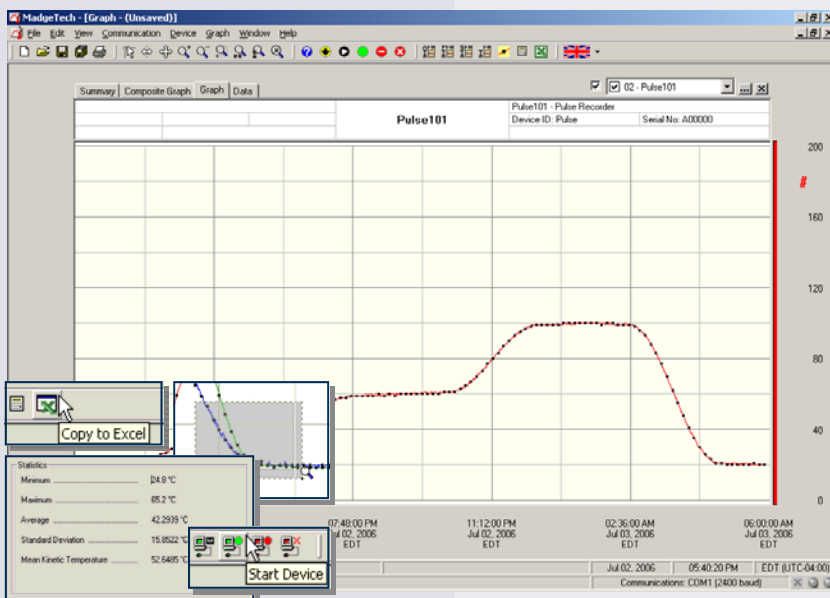 MadgeTech - [Graph - (Unsaved)]
File Edit View Communication Device Graph Window Help
Summary Composite Graph Graph Data
02 - Pulse101
Pulse101
Pulse101 - Pulse Recorder
Device ID: Pulse Serial No: A00000
200
#
160
120
80
40
0
Copy to Excel
Statistics
Minimum 24.8 °C
Maximum 65.2 °C
Average 42.2939 °C
Standard Deviation 15.8522 °C
Mean Kinetic Temperature 52.6485 °C
Start Device
07:48:00 PM 11:12:00 PM 02:36:00 AM 06:00:00 AM
Jul 02, 2006 Jul 02, 2006 Jul 03, 2006 Jul 03, 2006
EDT EDT EDT EDT
Jul 02, 2006 05:40:20 PM EDT (UTC-04:00)
Communications: COM1 (2400 baud)